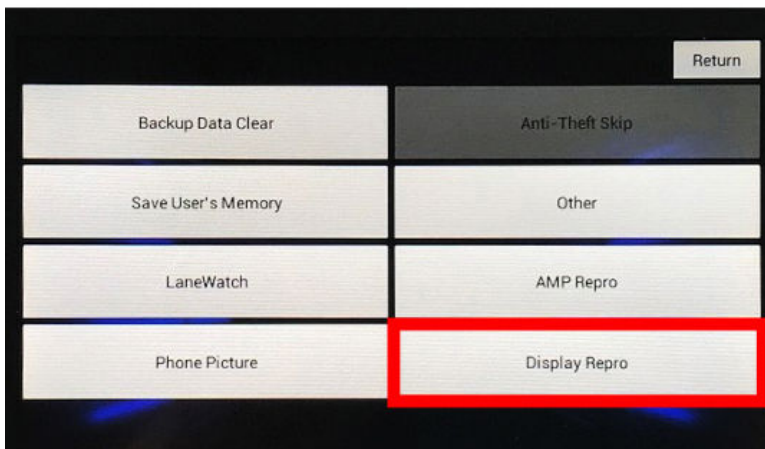 Return
Backup Data Clear
Anti-Theft Skip
Save User's Memory
Other
LaneWatch
AMP Repro
Phone Picture
Display Repro